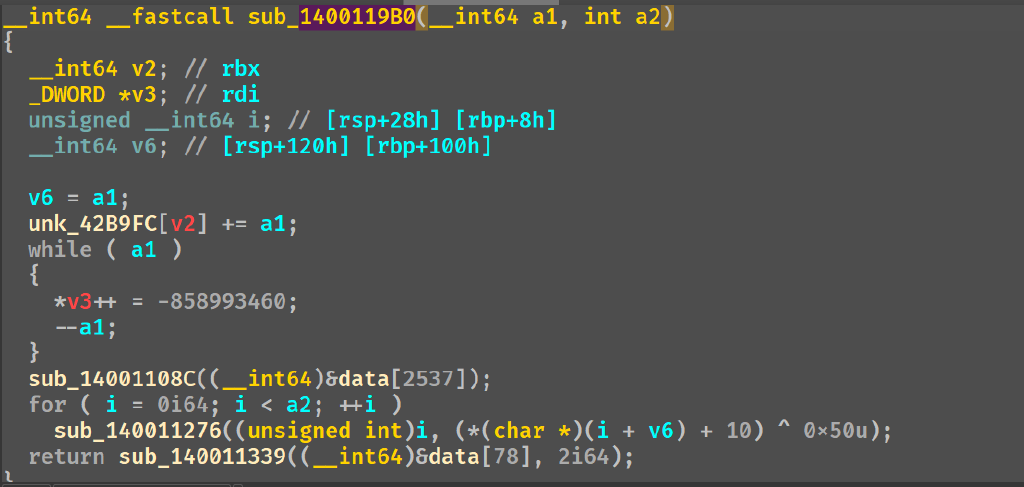 __int64 __fastcall sub_1400119B0(__int64 a1, int a2)
{
  __int64 v2; // rbx
  _DWORD *v3; // rdi
  unsigned __int64 i; // [rsp+28h] [rbp+8h]
  __int64 v6; // [rsp+120h] [rbp+100h]

  v6 = a1;
  unk_42B9FC[v2] += a1;
  while ( a1 )
  {
    *v3++ = -858993460;
    --a1;
  }
  sub_14001108C((__int64)&data[2537]);
  for ( i = 0i64; i < a2; ++i )
    sub_140011276((unsigned int)i, (*(char *)(i + v6) + 10) ^ 0×50u);
  return sub_140011339((__int64)&data[78], 2i64);
}